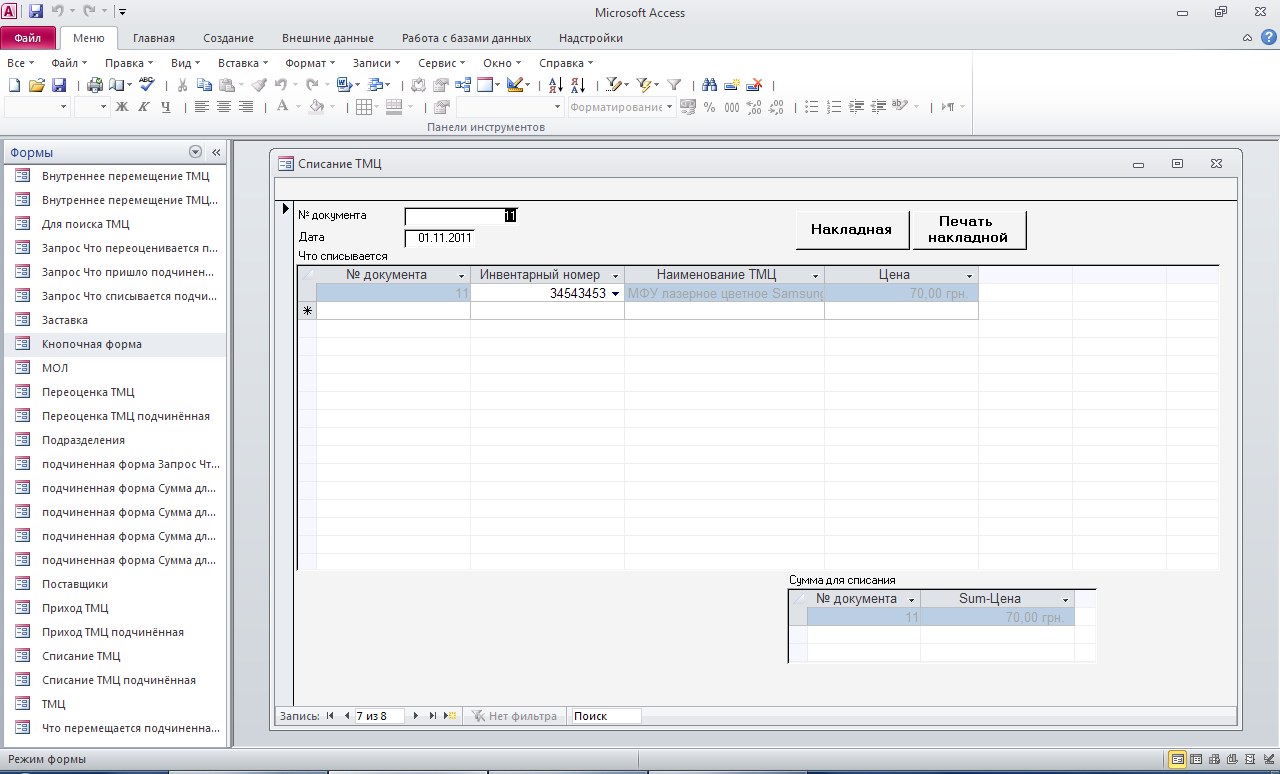 Microsoft Access
Файл Меню Главная Создание Внешние данные Работа с базами данных Надстройки
Все Файл Правка Вид Вставка Формат Записи Сервис Окно Справка
Ж К Ч Форматирование % 000
Панели инструментов
Формы
Внутреннее перемещение ТМЦ
Внутреннее перемещение ТМЦ...
Для поиска ТМЦ
Запрос Что переоценивается п...
Запрос Что пришло подчинен...
Запрос Что списывается подчи...
Заставка
Кнопочная форма
МОЛ
Переоценка ТМЦ
Переоценка ТМЦ подчинённая
Подразделения
подчиненная форма Запрос Чт...
подчиненная форма Сумма дл...
подчиненная форма Сумма дл...
подчиненная форма Сумма дл...
подчиненная форма Сумма дл...
Поставщики
Приход ТМЦ
Приход ТМЦ подчинённая
Списание ТМЦ
Списание ТМЦ подчинённая
ТМЦ
Что перемещается подчиненна...
Списание ТМЦ
№ документа 11
Дата 01.11.2011
Накладная
Печать
накладной
Что списывается
№ документа Инвентарный номер Наименование ТМЦ Цена
11 34543453 МФУ лазерное цветное Samsung 70,00 грн.
Сумма для списания
№ документа Sum-Цена
11 70,00 грн.
Запись: 7 из 8 Нет фильтра Поиск
Режим формы